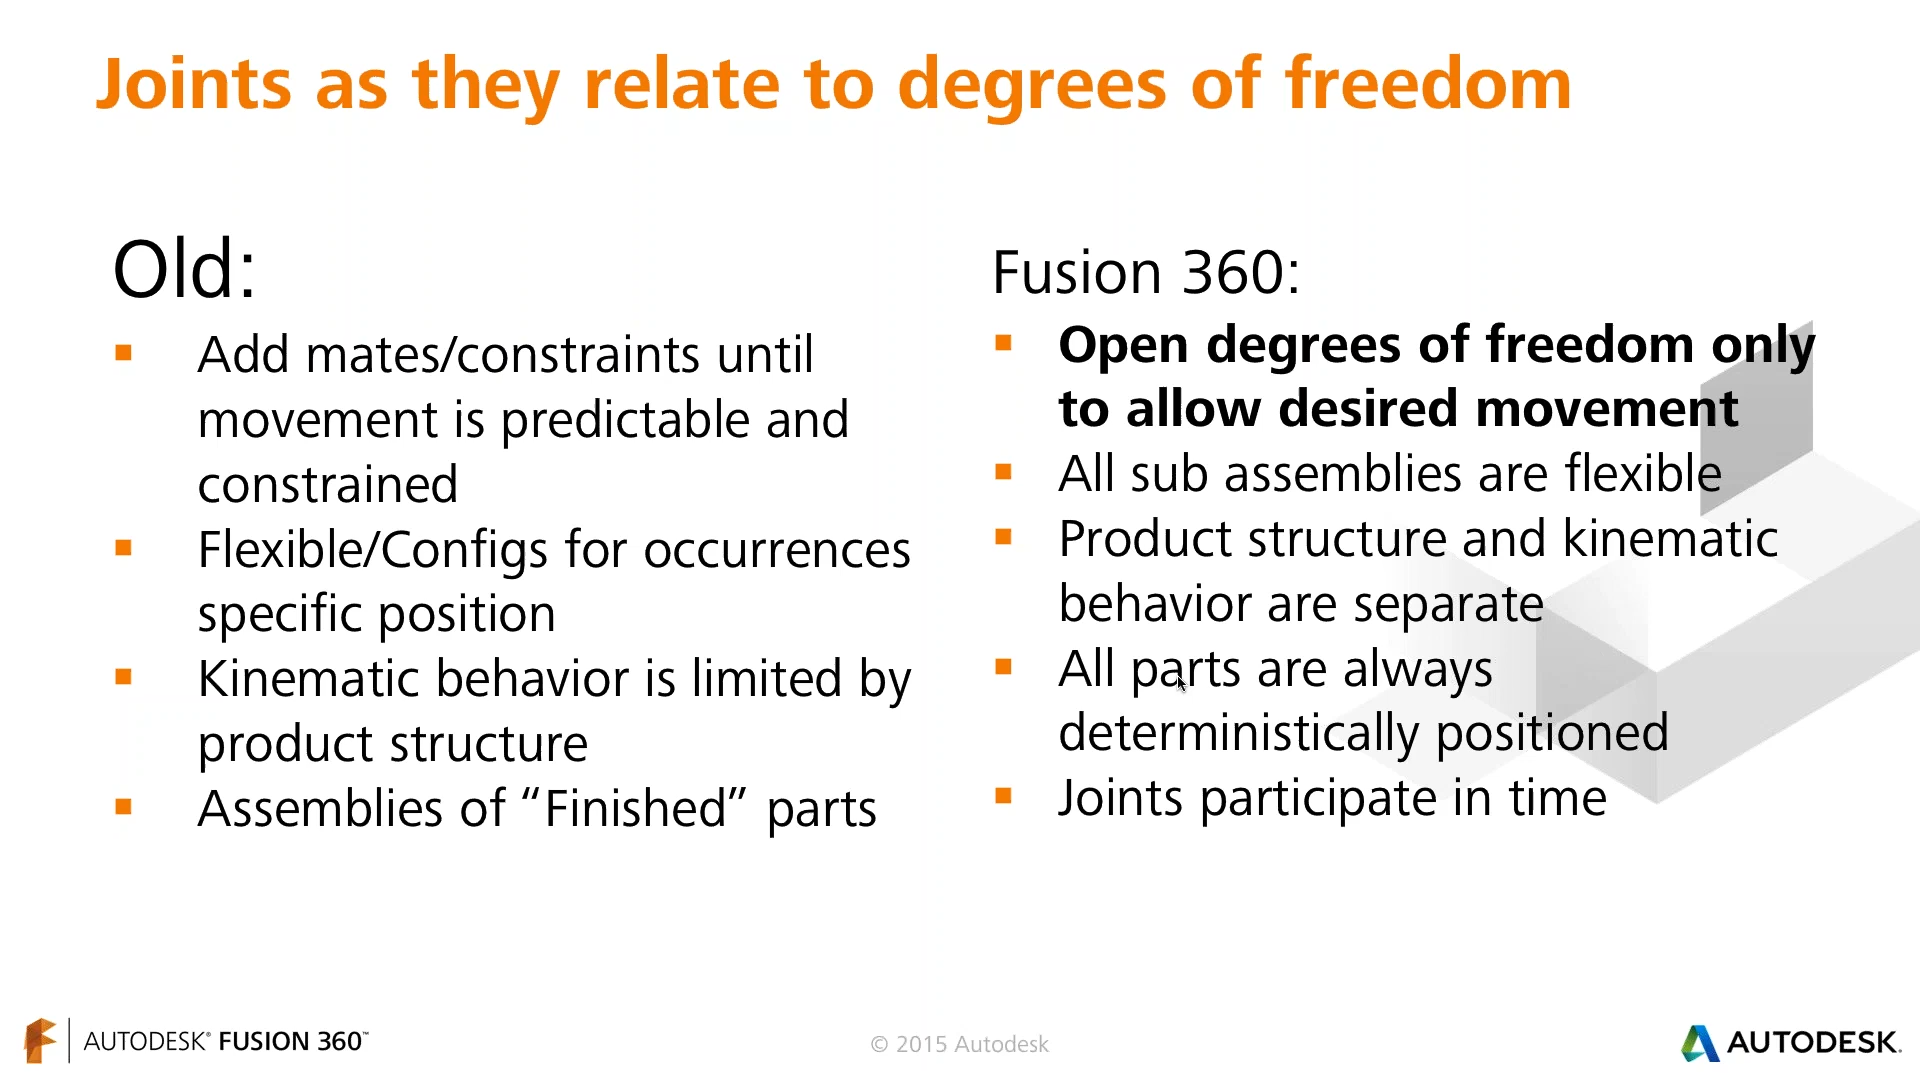 Joints as they relate to degrees of freedom
Old:
▪ Add mates/constraints until
movement is predictable and
constrained
▪ Flexible/Configs for occurrences
specific position
▪ Kinematic behavior is limited by
product structure
▪ Assemblies of “Finished” parts
Fusion 360:
▪ Open degrees of freedom only
to allow desired movement
▪ All sub assemblies are flexible
▪ Product structure and kinematic
behavior are separate
▪ All parts are always
deterministically positioned
▪ Joints participate in time
AUTODESK® FUSION 360™
© 2015 Autodesk
AUTODESK.